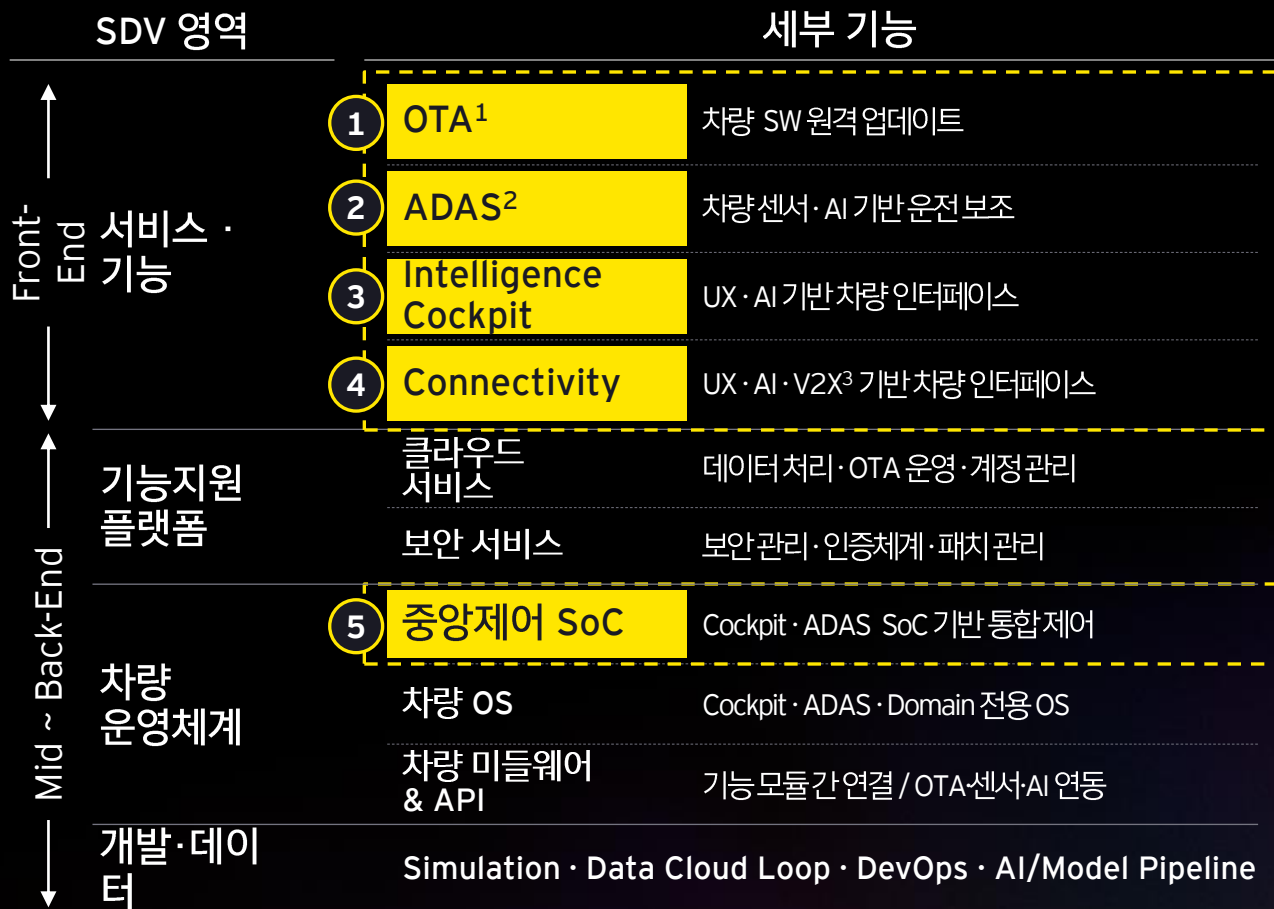 SDV 영역
세부 기능
Front-
End
서비스 ·
기능
1
OTA¹
차량 SW 원격 업데이트
2
ADAS²
차량 센서 · AI 기반 운전 보조
3
Intelligence
Cockpit
UX · AI 기반 차량 인터페이스
4
Connectivity
UX · AI · V2X³ 기반 차량 인터페이스
Mid ~ Back-End
기능지원
플랫폼
클라우드
서비스
데이터 처리 · OTA 운영 · 계정 관리
보안 서비스
보안 관리 · 인증체계 · 패치 관리
차량
운영체계
5
중앙제어 SoC
Cockpit · ADAS SoC 기반 통합 제어
차량 OS
Cockpit · ADAS · Domain 전용 OS
차량 미들웨어
& API
기능 모듈 간 연결 / OTA·센서·AI 연동
개발·데이
터
Simulation · Data Cloud Loop · DevOps · AI/Model Pipeline